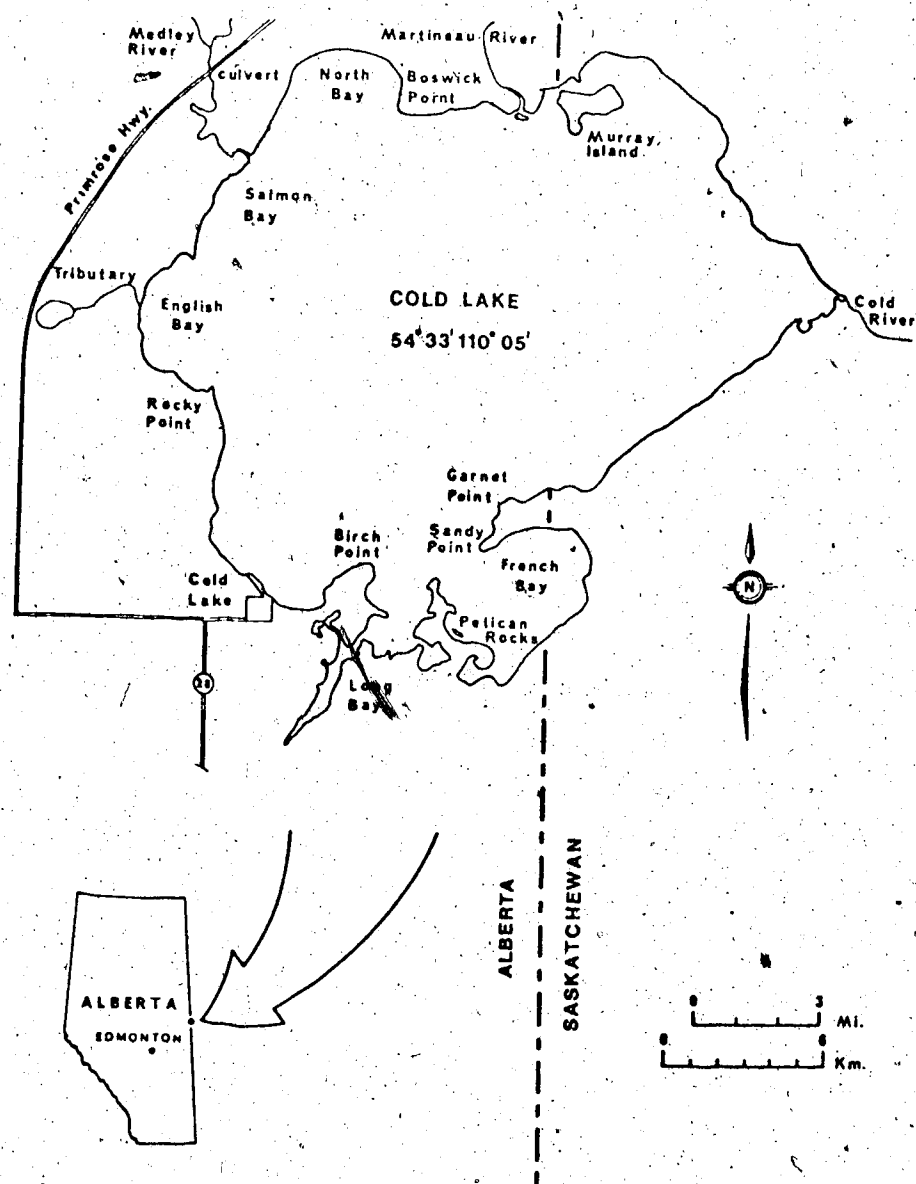 Medley
River
culvert
Martineau River
North
Bay
Boswick
Point
Murray
Island
Primrose Hwy.
Salmon
Bay
Tributary
English
Bay
COLD LAKE
54° 33' 110° 05'
Cold
River
Rocky
Point
Garnet
Point
Sandy
Point
French
Bay
Birch
Point
Cold
Lake
Pelican
Rocks
Long
Bay
28
N
ALBERTA
SASKATCHEWAN
ALBERTA
EDMONTON
0 3
Mi.
0 6
Km.